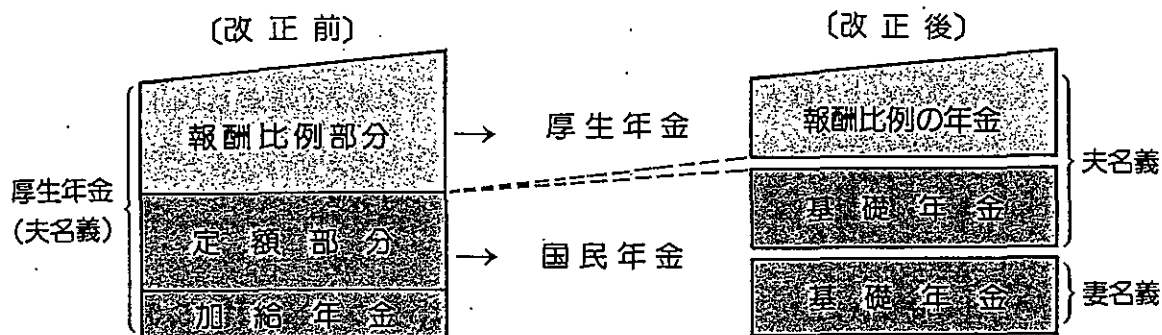 〔改正前〕
厚生年金
(夫名義)
報酬比例部分
定額部分
加給年金
→ 厚生年金
→ 国民年金
〔改正後〕
報酬比例の年金
基礎年金
夫名義
基礎年金
妻名義